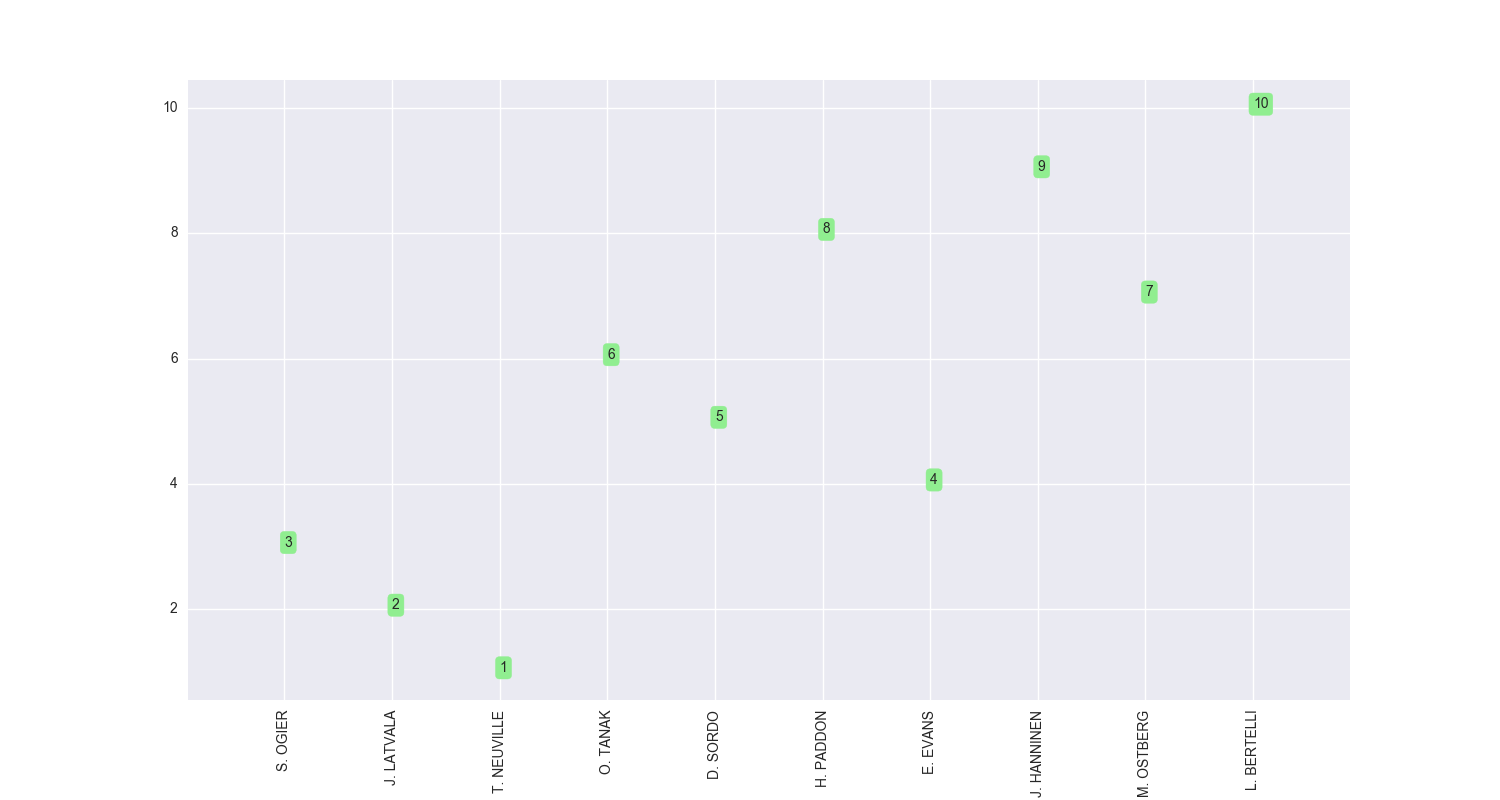 10
8
6
4
2
3
2
1
6
5
8
4
9
7
10
S. OGIER
J. LATVALA
T. NEUVILLE
O. TANAK
D. SORDO
H. PADDON
E. EVANS
J. HANNINEN
M. OSTBERG
L. BERTELLI